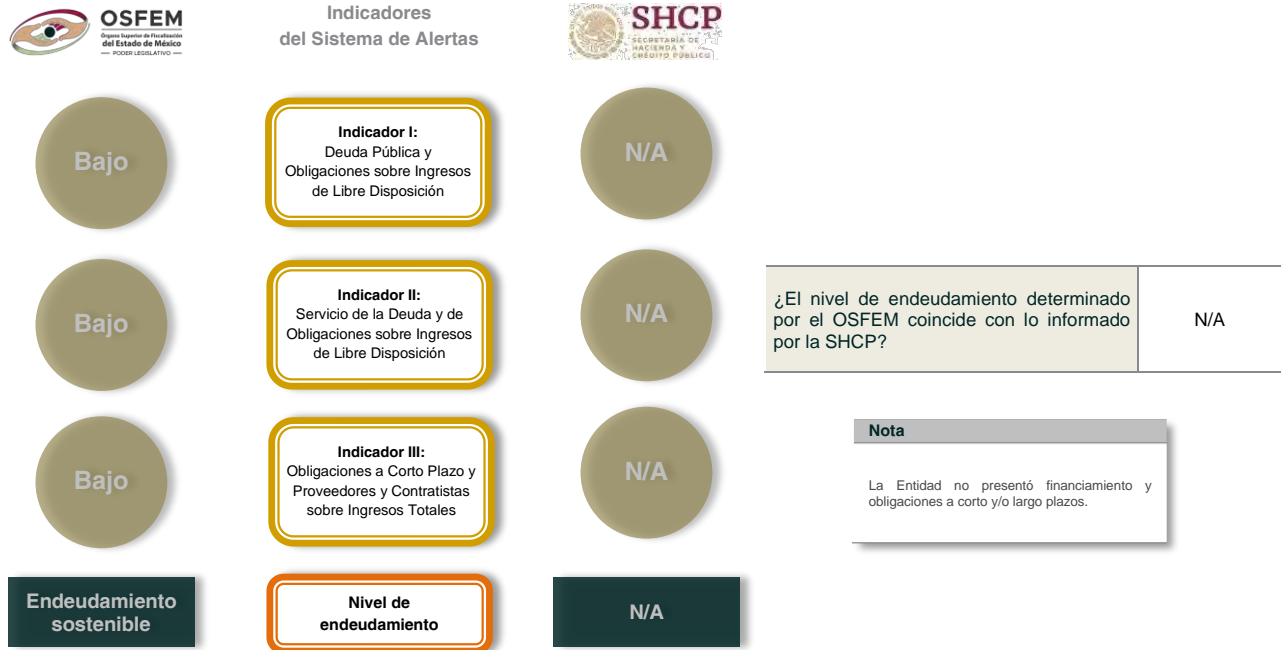 OSFEM
Órgano Superior de Fiscalización
del Estado de México
PODER LEGISLATIVO
Indicadores
del Sistema de Alertas
SHCP
SECRETARÍA DE
HACIENDA Y
CRÉDITO PÚBLICO
Bajo
Indicador I:
Deuda Pública y
Obligaciones sobre Ingresos
de Libre Disposición
N/A
Bajo
Indicador II:
Servicio de la Deuda y de
Obligaciones sobre Ingresos
de Libre Disposición
N/A
¿El nivel de endeudamiento determinado
por el OSFEM coincide con lo informado
por la SHCP?
N/A
Bajo
Indicador III:
Obligaciones a Corto Plazo y
Proveedores y Contratistas
sobre Ingresos Totales
N/A
Nota
La Entidad no presentó financiamiento y
obligaciones a corto y/o largo plazos.
Endeudamiento
sostenible
Nivel de
endeudamiento
N/A